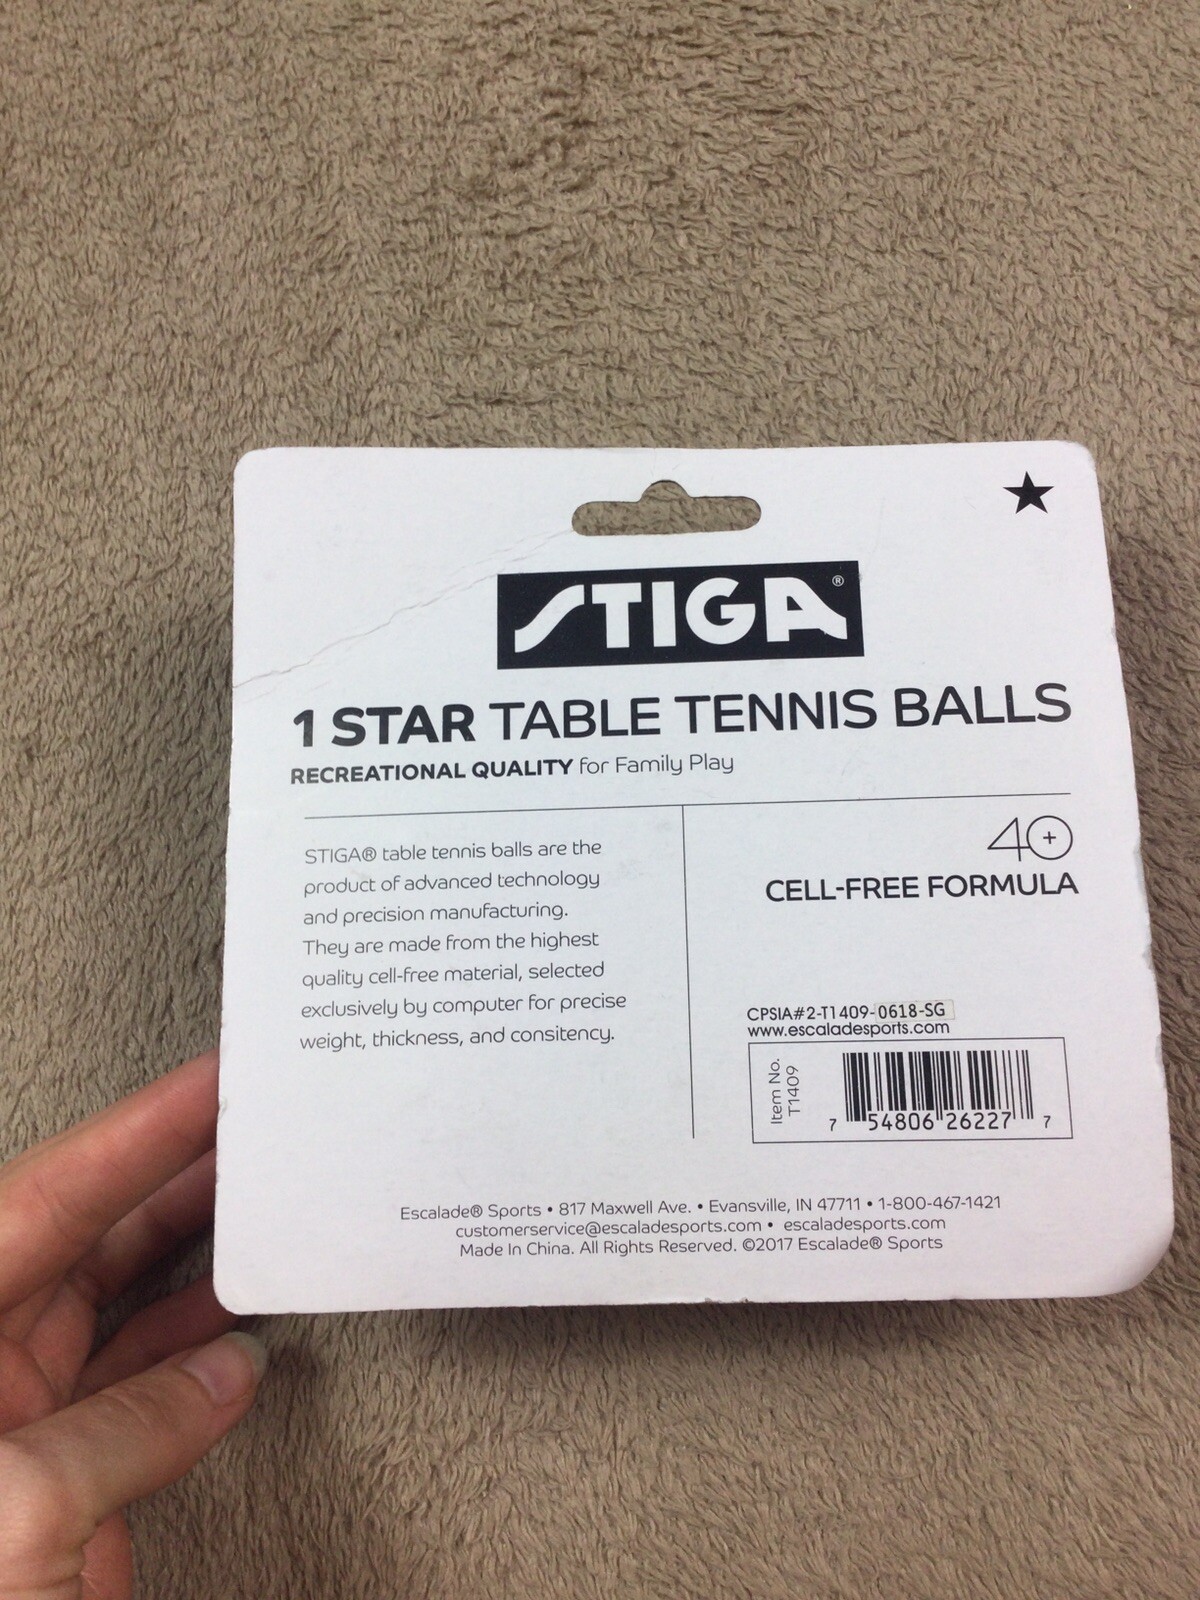 STIGA®
1 STAR TABLE TENNIS BALLS
RECREATIONAL QUALITY for Family Play
STIGA® table tennis balls are the
product of advanced technology
and precision manufacturing.
They are made from the highest
quality cell-free material, selected
exclusively by computer for precise
weight, thickness, and consitency.
40+
CELL-FREE FORMULA
CPSIA#2-T1409-0618-SG
www.escaladesports.com
Item No.
T1409
7 54806 26227 7
Escalade® Sports • 817 Maxwell Ave. • Evansville, IN 47711 • 1-800-467-1421
customerservice@escaladesports.com • escaladesports.com
Made In China. All Rights Reserved. ©2017 Escalade® Sports